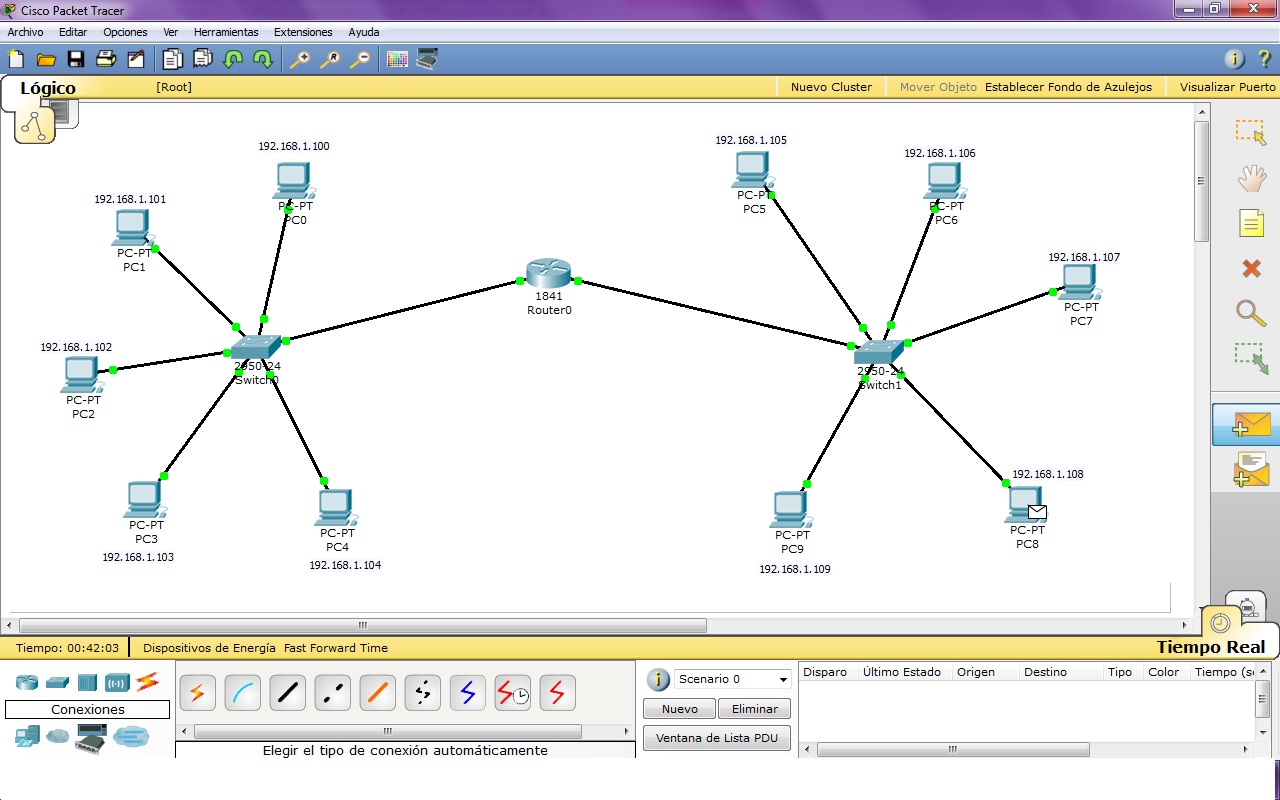 Cisco Packet Tracer
Archivo Editar Opciones Ver Herramientas Extensiones Ayuda
Lógico [Root] Nuevo Cluster Mover Objeto Establecer Fondo de Azulejos Visualizar Puerto
192.168.1.100
PC-PT
PC0
192.168.1.101
PC-PT
PC1
192.168.1.102
PC-PT
PC2
PC-PT
PC3
192.168.1.103
PC-PT
PC4
192.168.1.104
2950-24
Switch0
1841
Router0
192.168.1.105
PC-PT
PC5
192.168.1.106
PC-PT
PC6
192.168.1.107
PC-PT
PC7
2950-24
Switch1
192.168.1.108
PC-PT
PC8
PC-PT
PC9
192.168.1.109
Tiempo: 00:42:03 Dispositivos de Energía Fast Forward Time Tiempo Real
Conexiones
Elegir el tipo de conexión automáticamente
Scenario 0
Nuevo Eliminar
Ventana de Lista PDU
Disparo Último Estado Origen Destino Tipo Color Tiempo (se